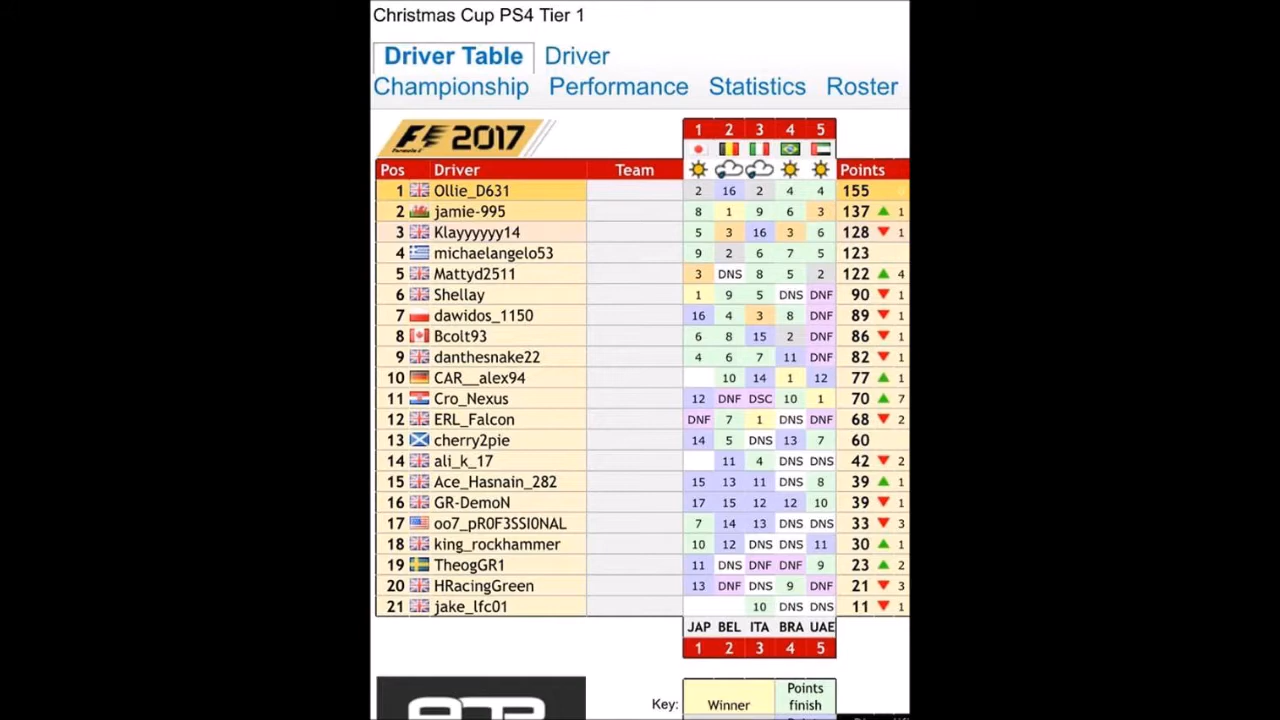 Christmas Cup PS4 Tier 1
Driver Table Driver
Championship Performance Statistics Roster
F1 2017
Formula 1
1 2 3 4 5
Pos Driver Team Points
1 Ollie_D631 2 16 2 4 4 155
2 jamie-995 8 1 9 6 3 137 1
3 Klayyyyyy14 5 3 16 3 6 128 1
4 michaelangelo53 9 2 6 7 5 123
5 Mattyd2511 3 DNS 8 5 2 122 4
6 Shellay 1 9 5 DNS DNF 90 1
7 dawidos_1150 16 4 3 8 DNF 89 1
8 Bcolt93 6 8 15 2 DNF 86 1
9 danthesnake22 4 6 7 11 DNF 82 1
10 CAR__alex94 10 14 1 12 77 1
11 Cro_Nexus 12 DNF DSC 10 1 70 7
12 ERL_Falcon DNF 7 1 DNS DNF 68 2
13 cherry2pie 14 5 DNS 13 7 60
14 ali_k_17 11 4 DNS DNS 42 2
15 Ace_Hasnain_282 15 13 11 DNS 8 39 1
16 GR-DemoN 17 15 12 12 10 39 1
17 oo7_pR0F3SSI0NAL 7 14 13 DNS DNS 33 3
18 king_rockhammer 10 12 DNS DNS 11 30 1
19 TheogGR1 11 DNS DNF DNF 9 23 2
20 HRacingGreen 13 DNF DNS 9 DNF 21 3
21 jake_lfc01 10 DNS DNS 11 1
JAP BEL ITA BRA UAE
1 2 3 4 5
Key: Winner Points
finish